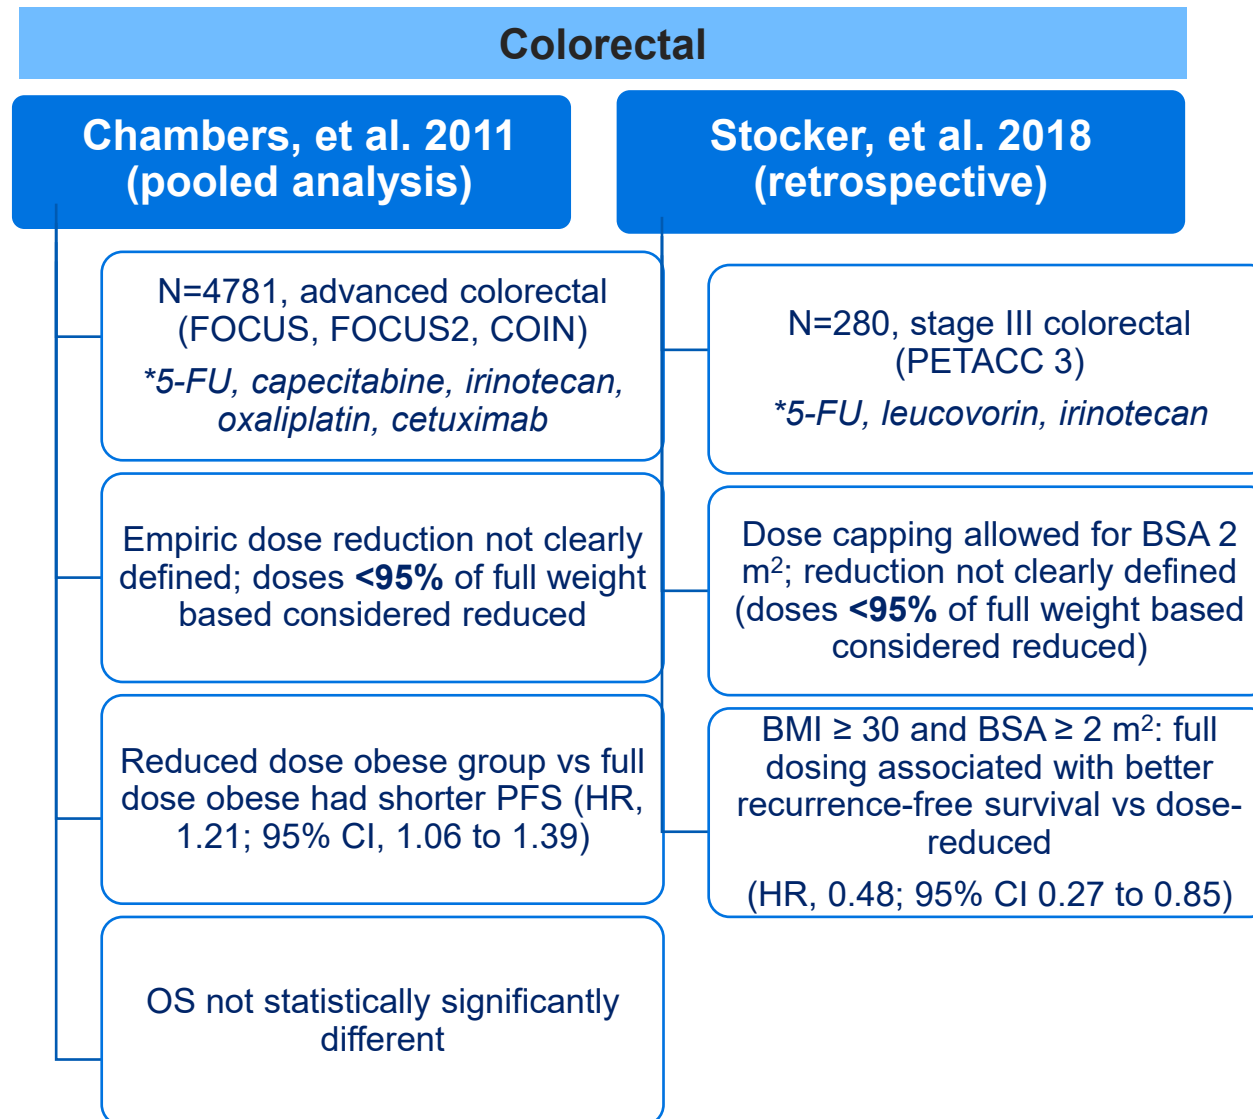 Colorectal
Chambers, et al. 2011
(pooled analysis)
N=4781, advanced colorectal
(FOCUS, FOCUS2, COIN)
*5-FU, capecitabine, irinotecan,
oxaliplatin, cetuximab
Empiric dose reduction not clearly
defined; doses <95% of full weight
based considered reduced
Reduced dose obese group vs full
dose obese had shorter PFS (HR,
1.21; 95% CI, 1.06 to 1.39)
OS not statistically significantly
different
Stocker, et al. 2018
(retrospective)
N=280, stage III colorectal
(PETACC 3)
*5-FU, leucovorin, irinotecan
Dose capping allowed for BSA 2
m²; reduction not clearly defined
(doses <95% of full weight based
considered reduced)
BMI ≥ 30 and BSA ≥ 2 m²: full
dosing associated with better
recurrence-free survival vs dose-
reduced
(HR, 0.48; 95% CI 0.27 to 0.85)